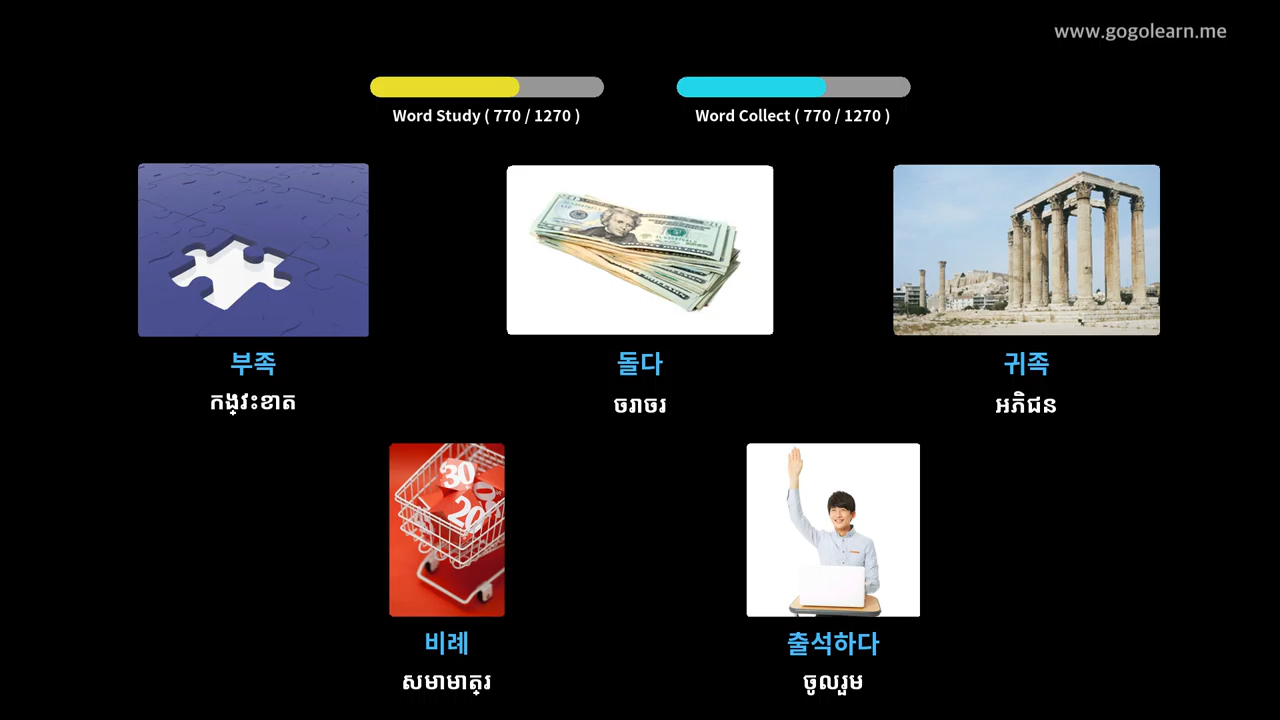 www.gogolearn.me
Word Study ( 770 / 1270 )
Word Collect ( 770 / 1270 )
부족
돌다
귀족
កង្វះខាត
ចរាចរ
អភិជន
30
20
비례
출석하다
សមាមាត្រ
ចូលរួម